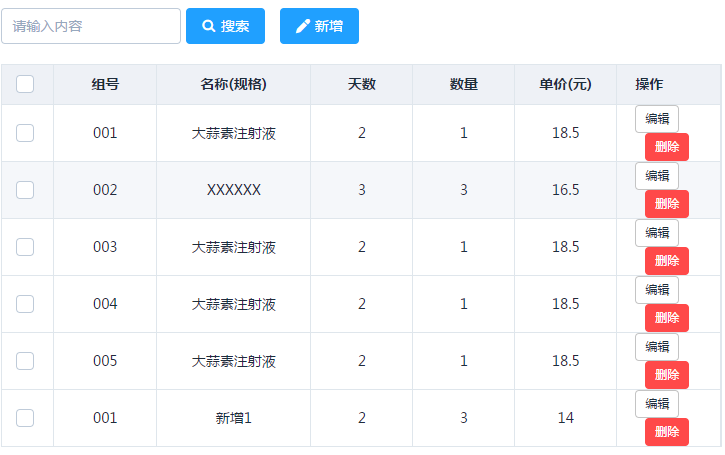 请输入内容 搜索 新增
组号 名称(规格) 天数 数量 单价(元) 操作
001 大蒜素注射液 2 1 18.5 编辑
删除
002 XXXXXX 3 3 16.5 编辑
删除
003 大蒜素注射液 2 1 18.5 编辑
删除
004 大蒜素注射液 2 1 18.5 编辑
删除
005 大蒜素注射液 2 1 18.5 编辑
删除
001 新增1 2 3 14 编辑
删除